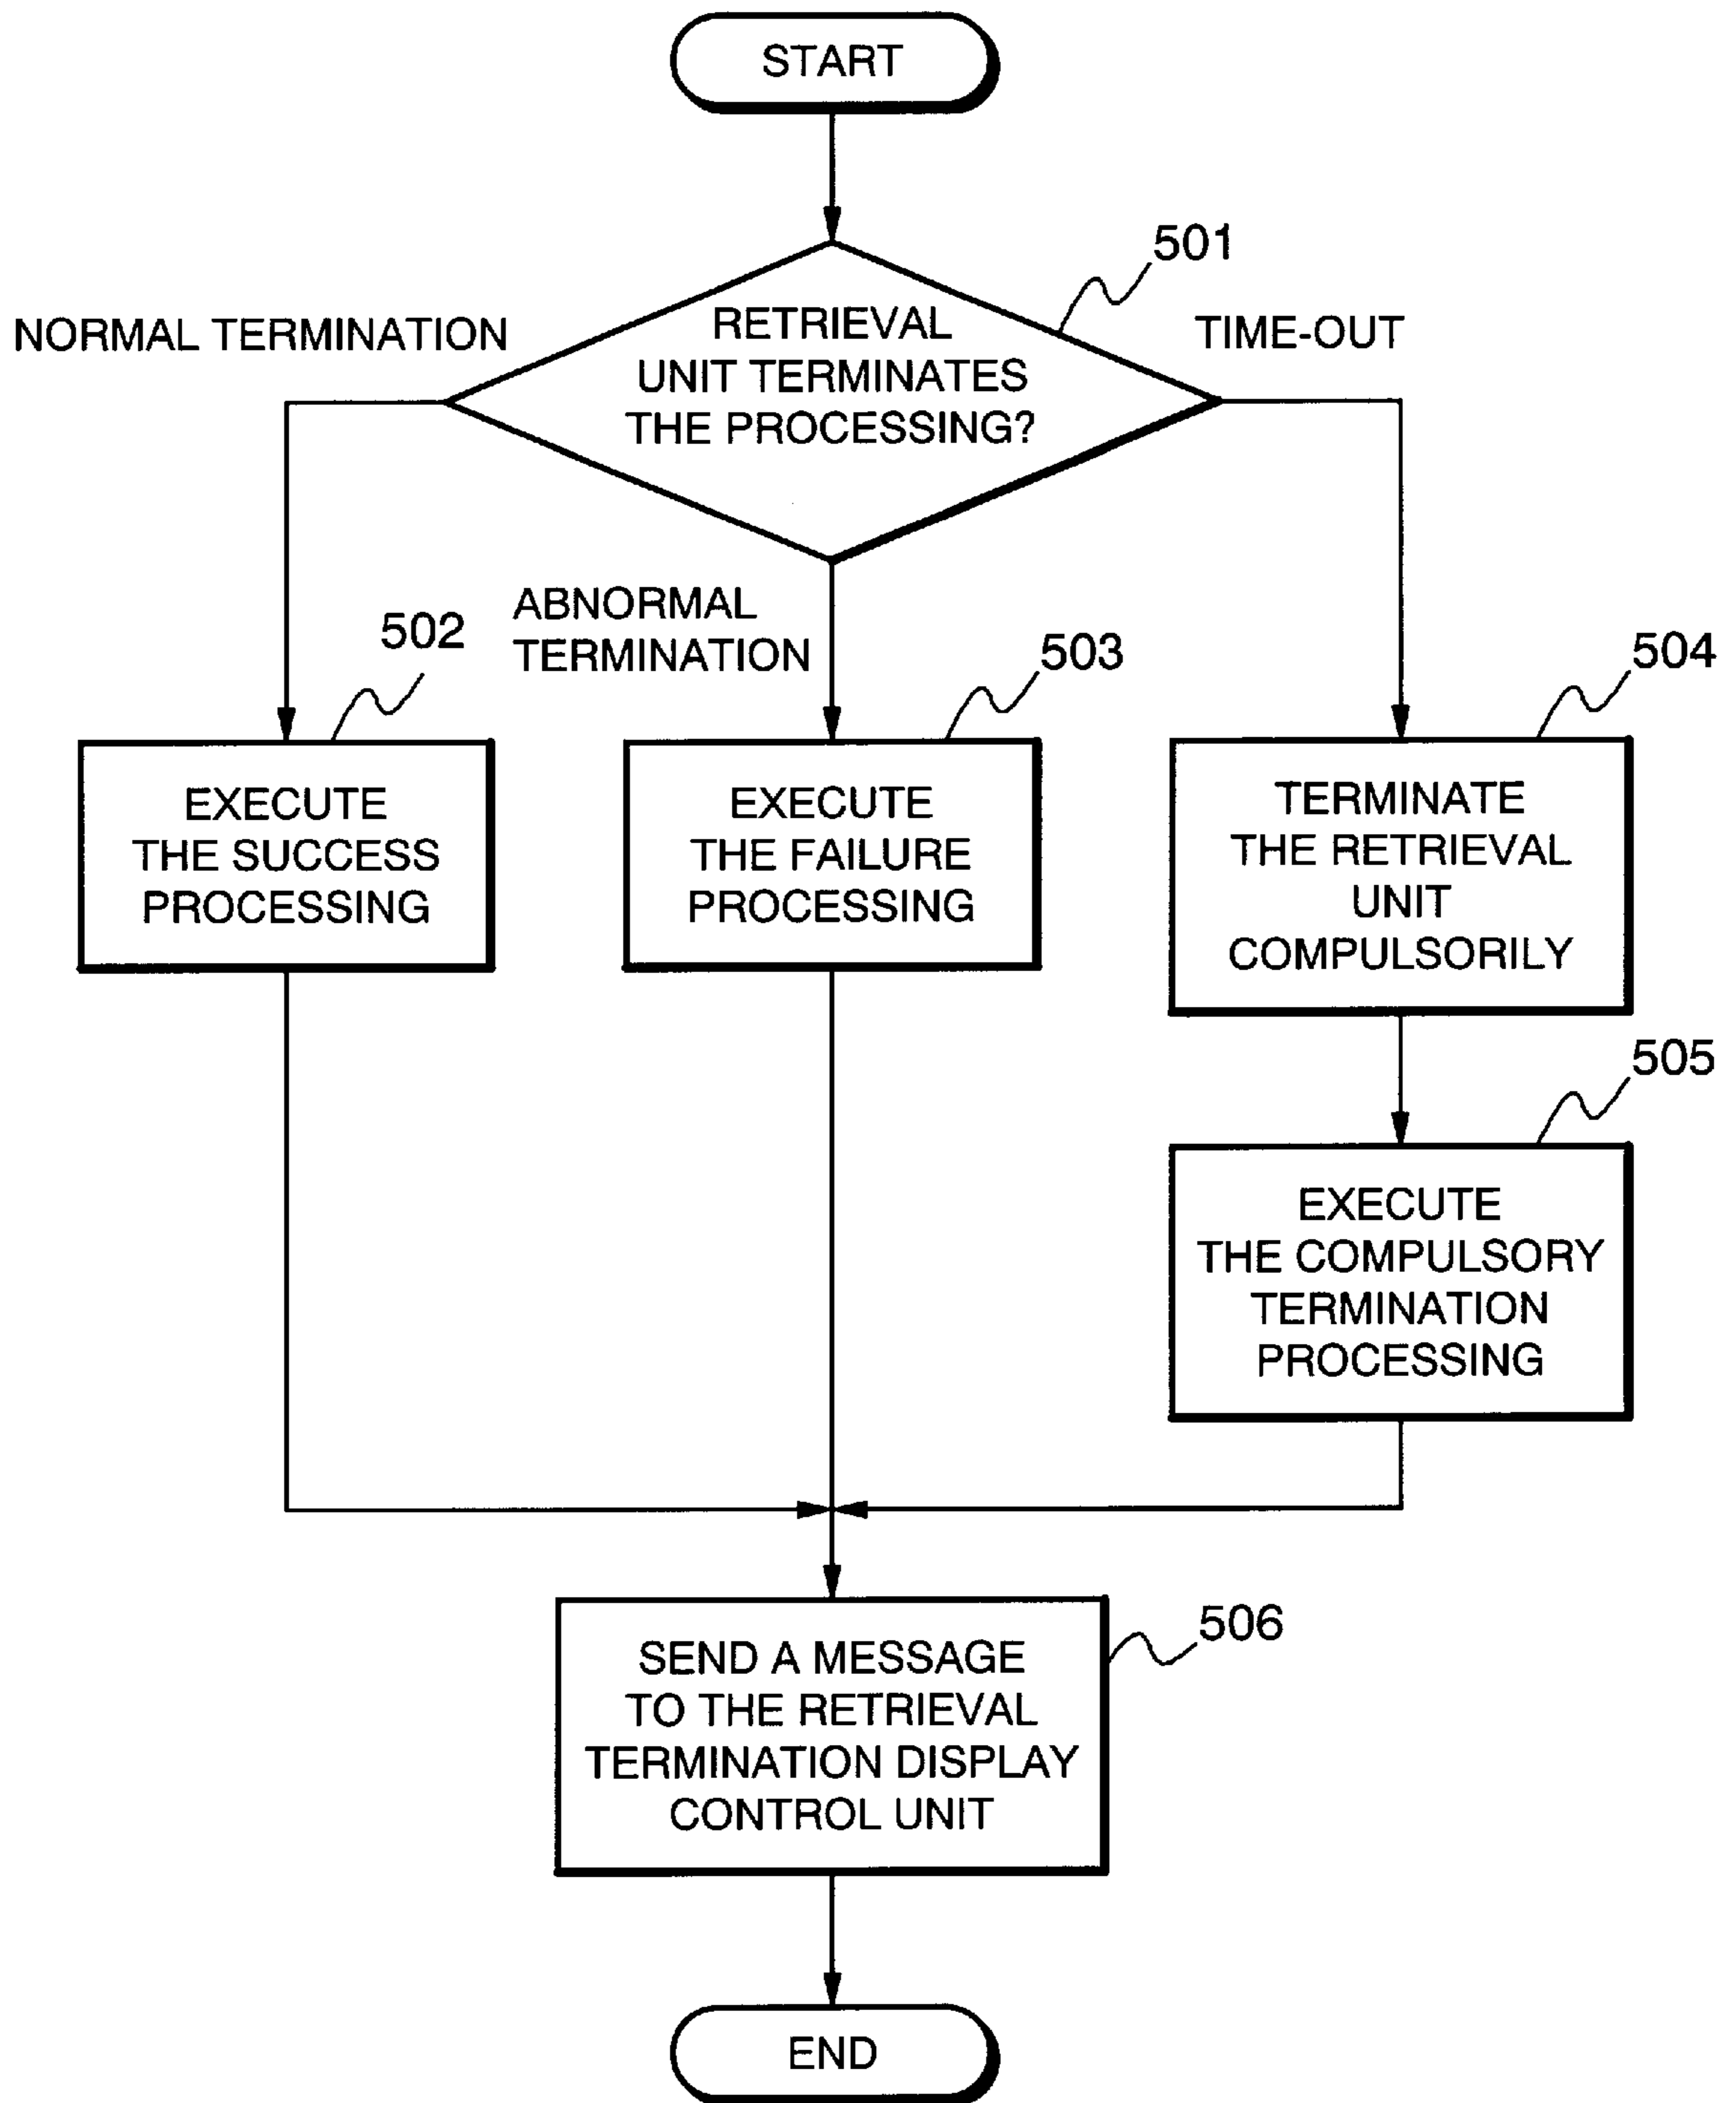 START
501
NORMAL TERMINATION
RETRIEVAL
UNIT TERMINATES
THE PROCESSING?
TIME-OUT
ABNORMAL
TERMINATION
502
503
504
EXECUTE
THE SUCCESS
PROCESSING
EXECUTE
THE FAILURE
PROCESSING
TERMINATE
THE RETRIEVAL
UNIT
COMPULSORILY
505
EXECUTE
THE COMPULSORY
TERMINATION
PROCESSING
506
SEND A MESSAGE
TO THE RETRIEVAL
TERMINATION DISPLAY
CONTROL UNIT
END